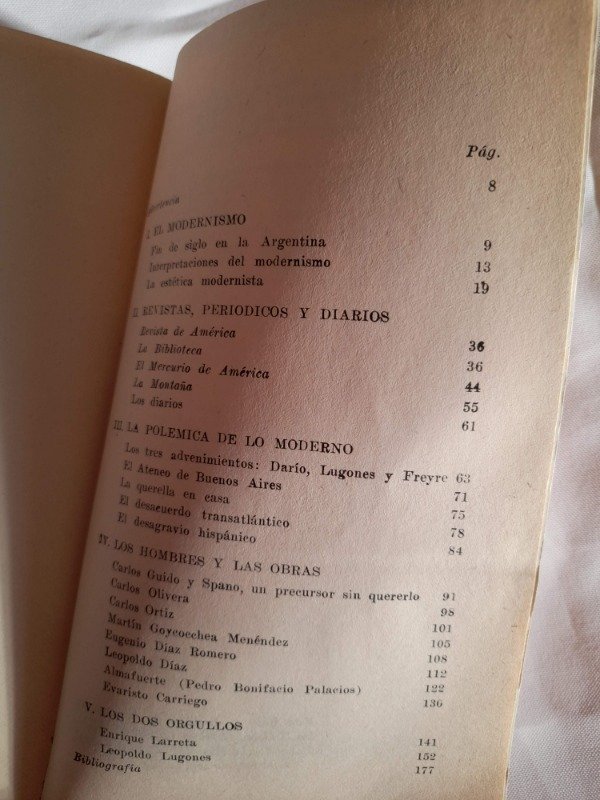 Pág.
Advertencia 8
I. EL MODERNISMO
Fin de siglo en la Argentina 9
Interpretaciones del modernismo 13
La estética modernista 19
II. REVISTAS, PERIODICOS Y DIARIOS
Revista de América 36
La Biblioteca 36
El Mercurio de América 44
La Montaña 55
Los diarios 61
III. LA POLEMICA DE LO MODERNO
Los tres advenimientos: Darío, Lugones y Freyre 63
El Ateneo de Buenos Aires 71
La querella en casa 75
El desacuerdo transatlántico 78
El desagravio hispánico 84
IV. LOS HOMBRES Y LAS OBRAS
Carlos Guido y Spano, un precursor sin quererlo 91
Carlos Olivera 98
Carlos Ortiz 101
Martín Goycoechea Menéndez 105
Eugenio Díaz Romero 108
Leopoldo Díaz 112
Almafuerte (Pedro Bonifacio Palacios) 122
Evaristo Carriego 136
V. LOS DOS ORGULLOS
Enrique Larreta 141
Leopoldo Lugones 152
Bibliografía 177